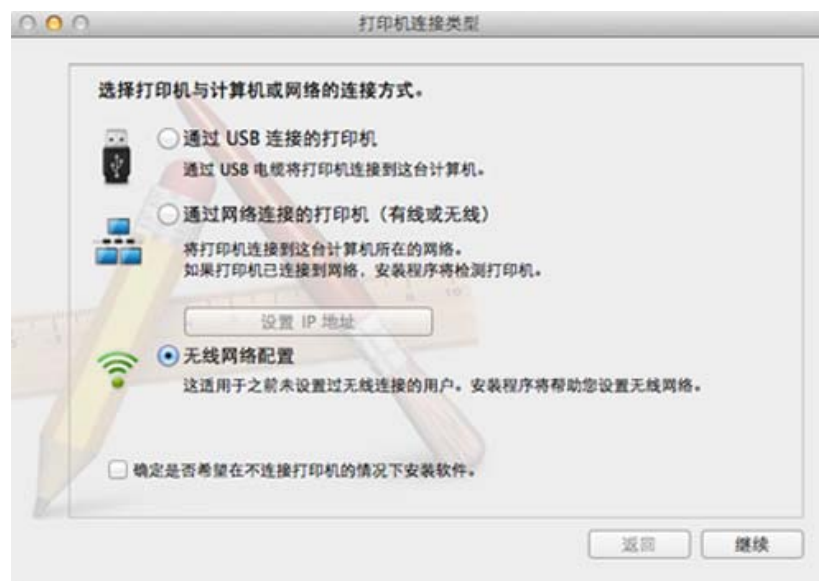 打印机连接类型
选择打印机与计算机或网络的连接方式。
通过 USB 连接的打印机
通过 USB 电缆将打印机连接到这台计算机。
通过网络连接的打印机（有线或无线）
将打印机连接到这台计算机所在的网络。
如果打印机已连接到网络，安装程序将检测打印机。
设置 IP 地址
无线网络配置
这适用于之前未设置过无线连接的用户。安装程序将帮助您设置无线网络。
确定是否希望在不连接打印机的情况下安装软件。
返回
继续